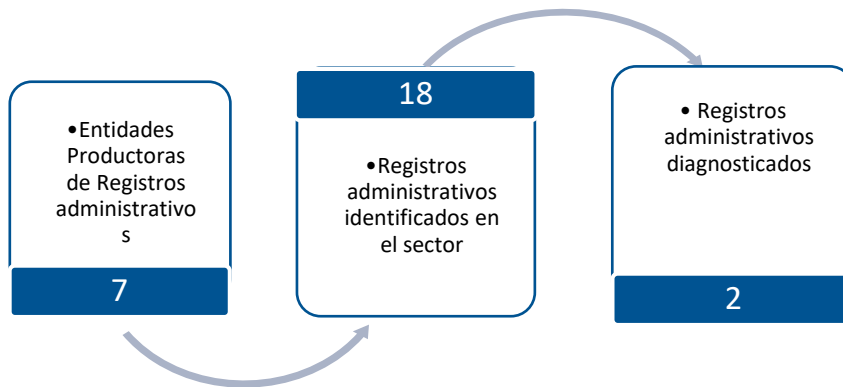 •Entidades
Productoras
de Registros
administrativo
s
7
18
•Registros
administrativos
identificados en
el sector
• Registros
administrativos
diagnosticados
2